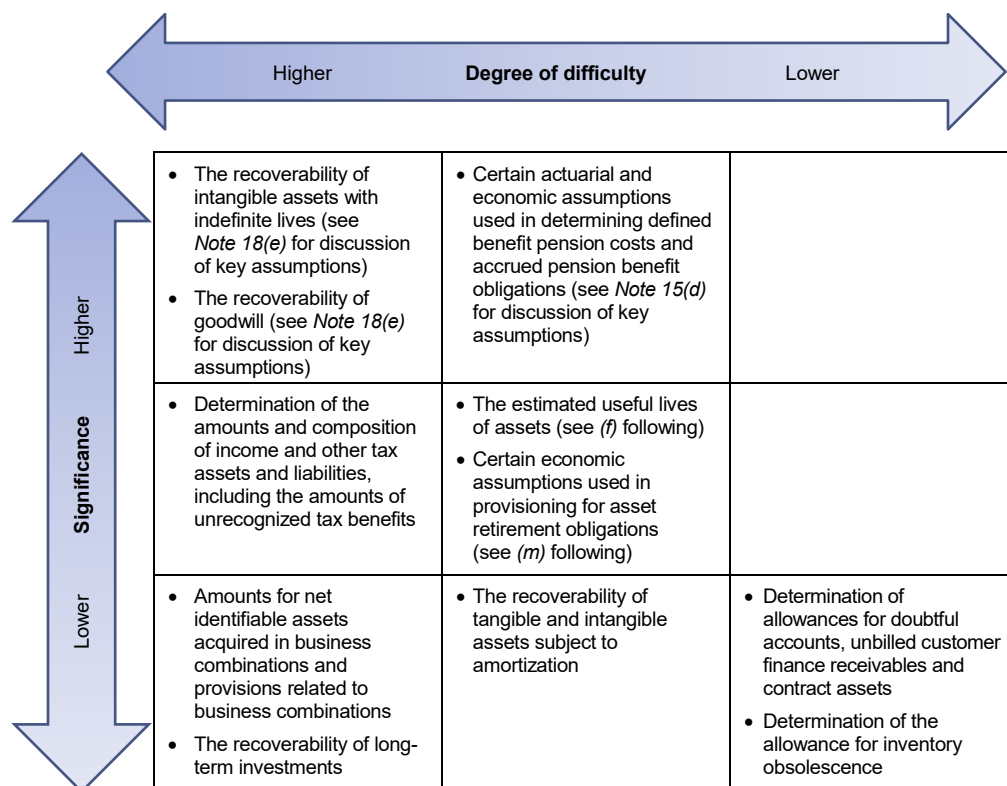 Higher Degree of difficulty Lower
Higher
Significance
Lower
• The recoverability of
intangible assets with
indefinite lives (see
Note 18(e) for discussion
of key assumptions)
• The recoverability of
goodwill (see Note 18(e)
for discussion of key
assumptions)
• Certain actuarial and
economic assumptions
used in determining defined
benefit pension costs and
accrued pension benefit
obligations (see Note 15(d)
for discussion of key
assumptions)
• Determination of the
amounts and composition
of income and other tax
assets and liabilities,
including the amounts of
unrecognized tax benefits
• The estimated useful lives
of assets (see (f) following)
• Certain economic
assumptions used in
provisioning for asset
retirement obligations
(see (m) following)
• Amounts for net
identifiable assets
acquired in business
combinations and
provisions related to
business combinations
• The recoverability of long-
term investments
• The recoverability of
tangible and intangible
assets subject to
amortization
• Determination of
allowances for doubtful
accounts, unbilled customer
finance receivables and
contract assets
• Determination of the
allowance for inventory
obsolescence